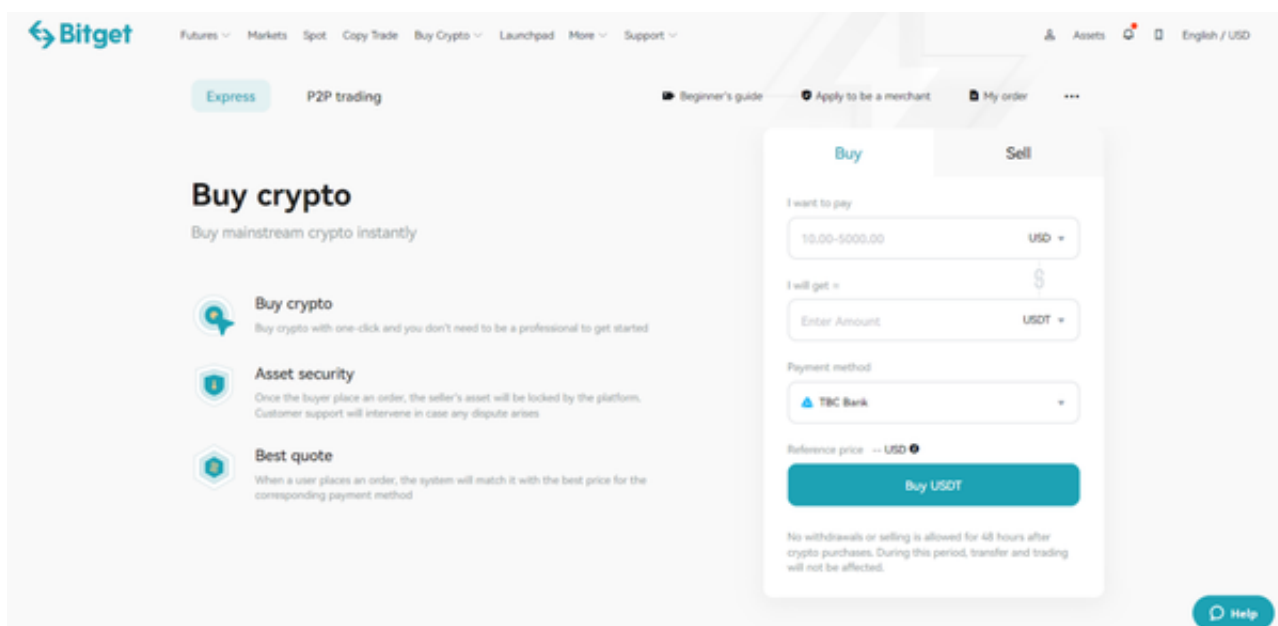 Bitget
Futures Markets Spot Copy Trade Buy Crypto Launchpad More Support Assets English / USD
Express P2P trading Beginner's guide Apply to be a merchant My order •••
Buy Sell
Buy crypto
Buy mainstream crypto instantly
I want to pay
10.00-5000.00 USD
I will get ≈
Enter Amount USDT
Buy crypto
Buy crypto with one-click and you don't need to be a professional to get started
Asset security
Once the buyer place an order, the seller's asset will be locked by the platform.
Customer support will intervene in case any dispute arises
Best quote
When a user places an order, the system will match it with the best price for the
corresponding payment method
Payment method
TBC Bank
Reference price -- USD
Buy USDT
No withdrawals or selling is allowed for 48 hours after
crypto purchases. During this period, transfer and trading
will not be affected.
Help